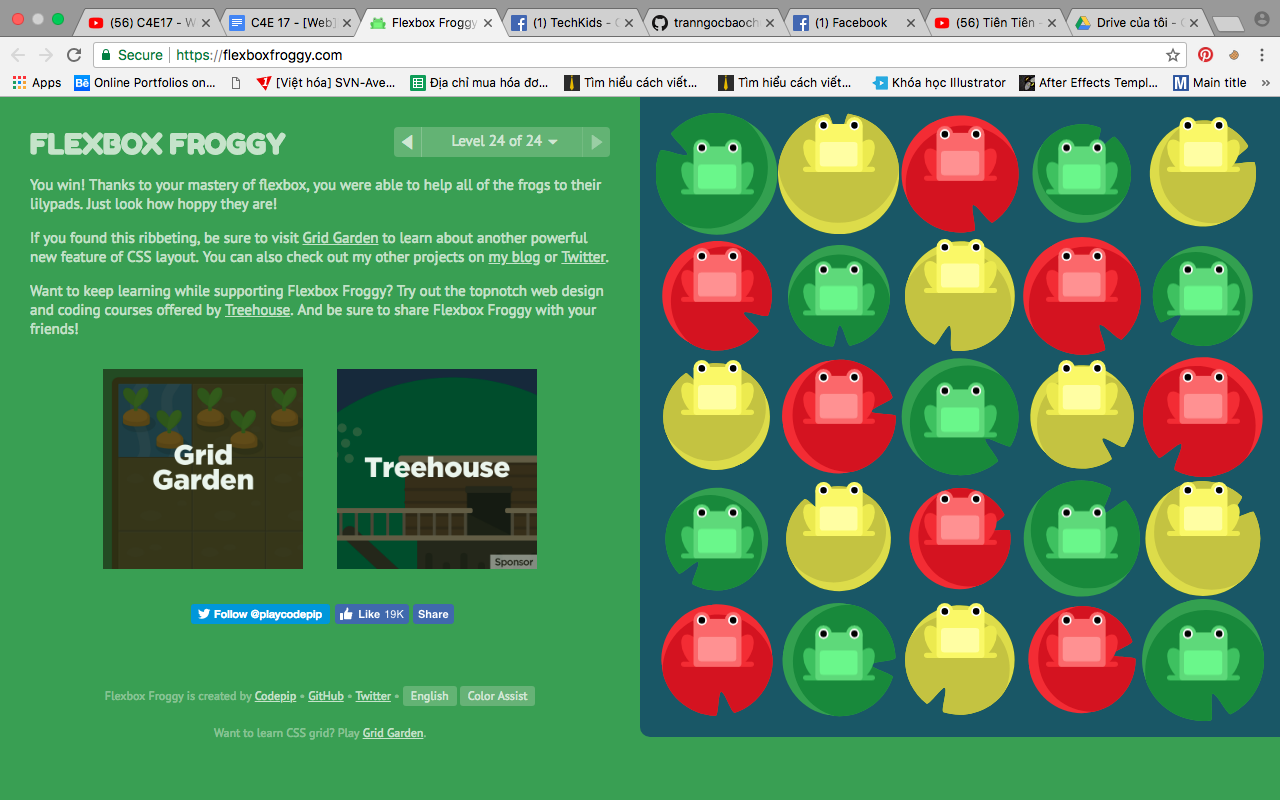 (56) C4E17 - W
C4E 17 - [Web]
Flexbox Froggy
(1) TechKids - C
tranngocbaoch
(1) Facebook
(56) Tiên Tiên -
Drive của tôi -
Secure
https://flexboxfroggy.com
Apps
Online Portfolios on...
[Việt hóa] SVN-Ave...
Địa chỉ mua hóa đơ...
Tìm hiểu cách viết...
Tìm hiểu cách viết...
Khóa học Illustrator
After Effects Templ...
Main title
»
FLEXBOX FROGGY
Level 24 of 24
You win! Thanks to your mastery of flexbox, you were able to help all of the frogs to their
lilypads. Just look how hoppy they are!
If you found this ribbeting, be sure to visit Grid Garden to learn about another powerful
new feature of CSS layout. You can also check out my other projects on my blog or Twitter.
Want to keep learning while supporting Flexbox Froggy? Try out the topnotch web design
and coding courses offered by Treehouse. And be sure to share Flexbox Froggy with your
friends!
Grid
Garden
Treehouse
Sponsor
Follow @playcodepip
Like 19K
Share
Flexbox Froggy is created by Codepip • GitHub • Twitter • English Color Assist
Want to learn CSS grid? Play Grid Garden.